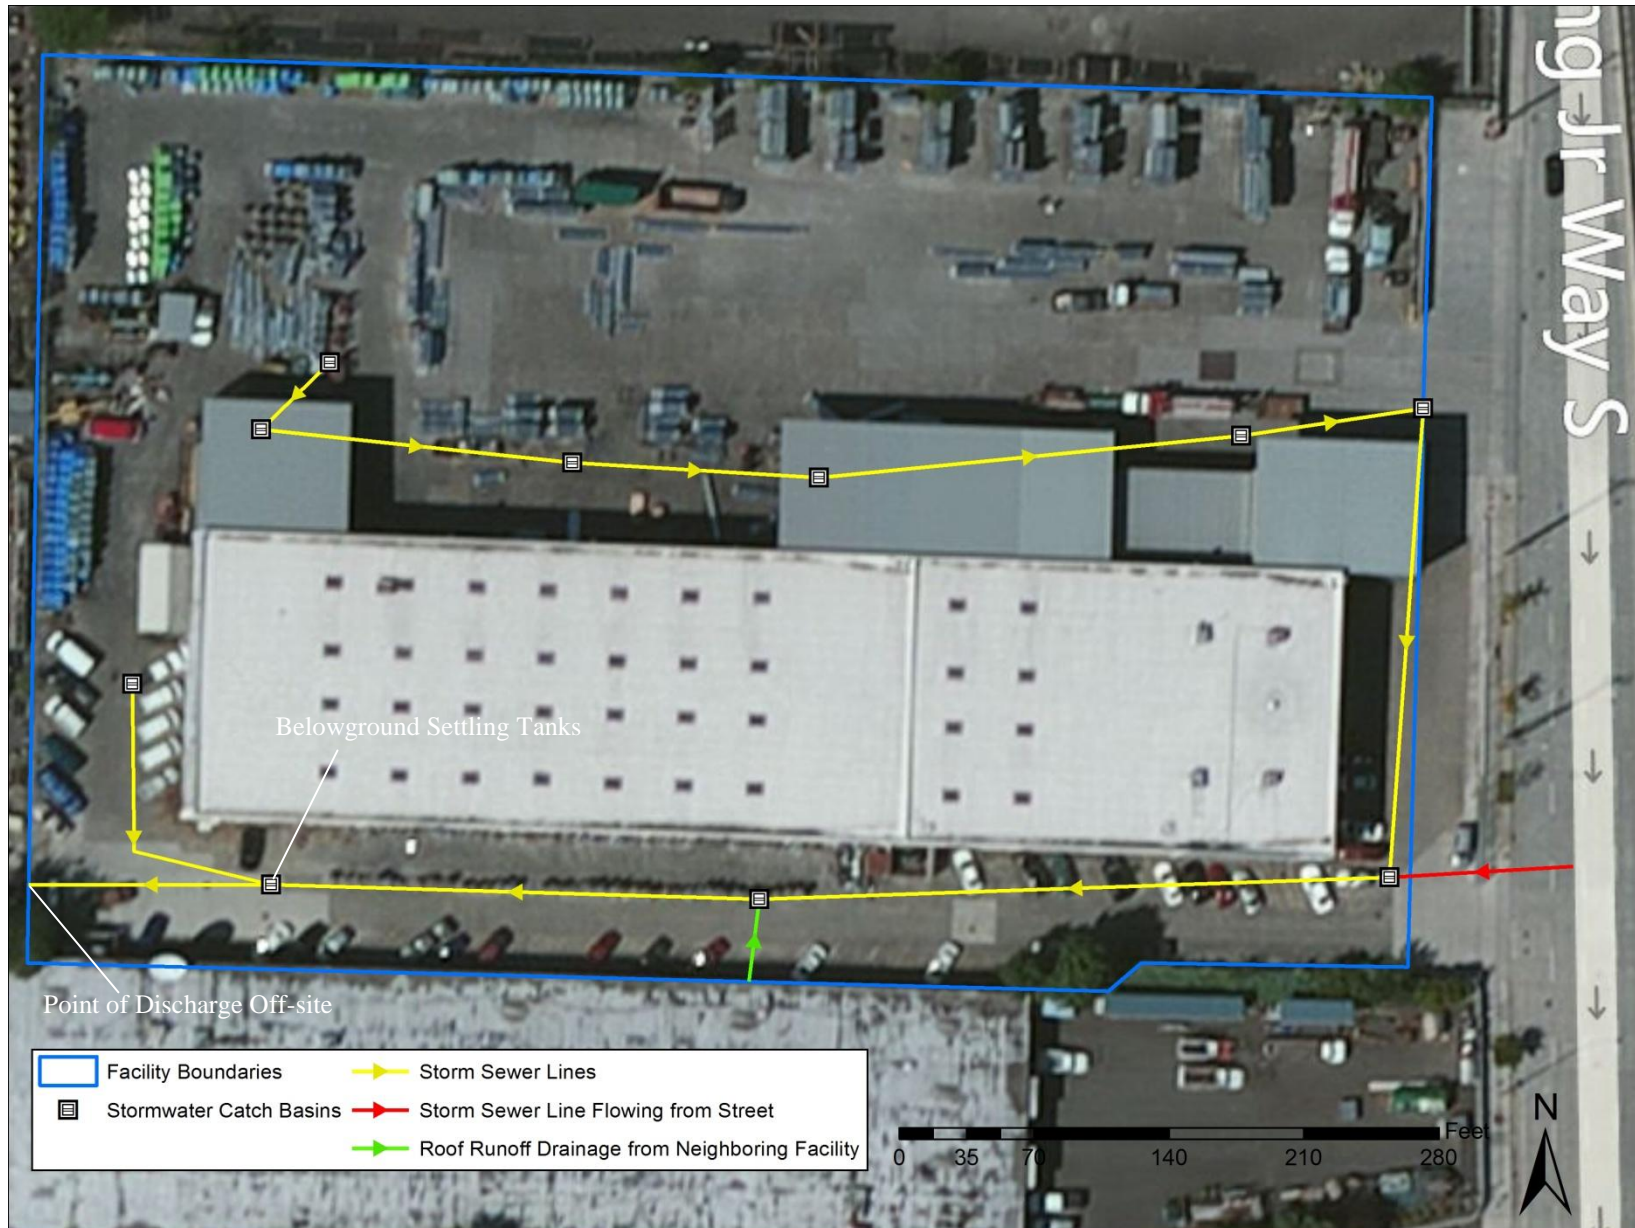 ng Jr Way S
Belowground Settling Tanks
Point of Discharge Off-site
Facility Boundaries
Stormwater Catch Basins
Storm Sewer Lines
Storm Sewer Line Flowing from Street
Roof Runoff Drainage from Neighboring Facility
Feet
0 35 70 140 210 280
N